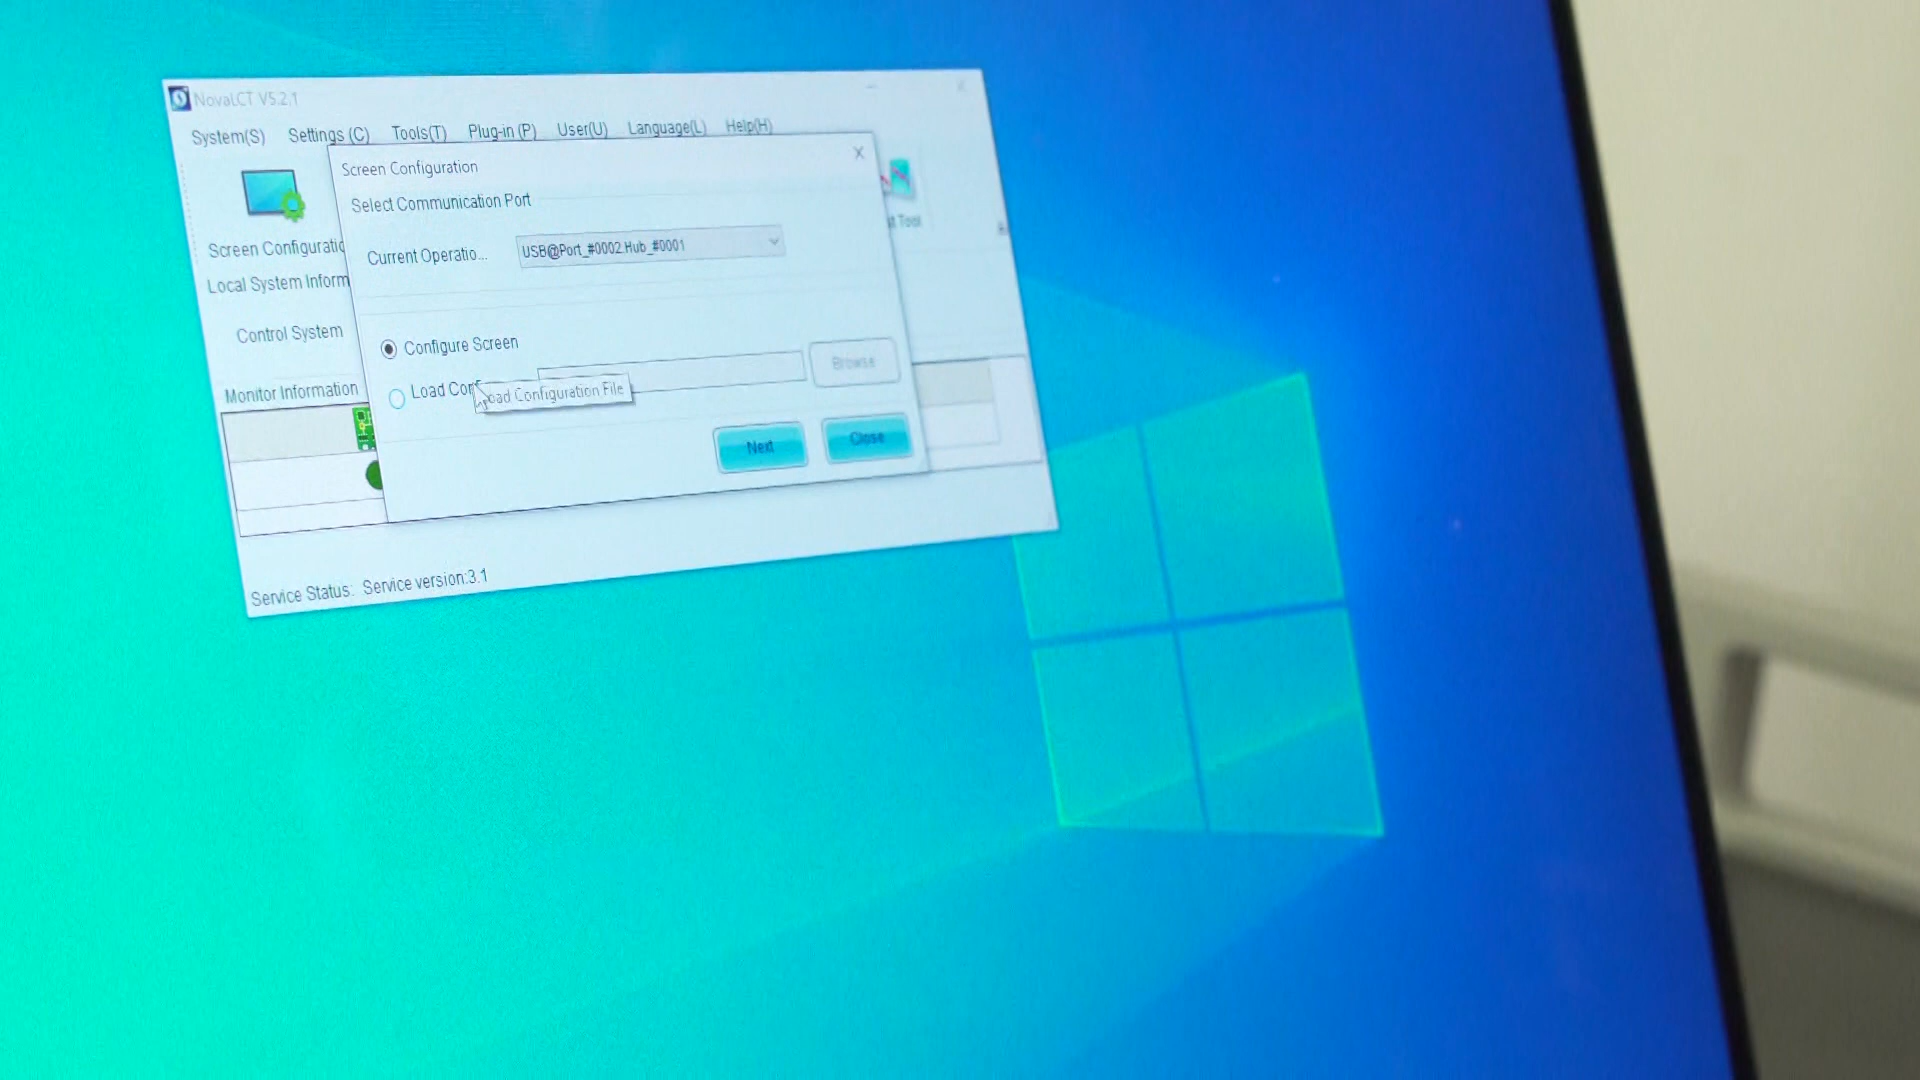 NovaLCT V5.2.1
System(S) Settings (C) Tools(T) Plug-in (P) User(U) Language(L) Help(H)
Screen Configuration
Select Communication Port
Current Operatio... USB@Port_#0002.Hub_#0001
Configure Screen
Load Conf
Load Configuration File
Browse
Next Close
Screen Configuratio
Local System Inform
Control System
Monitor Information
Tool
Service Status: Service version:3.1